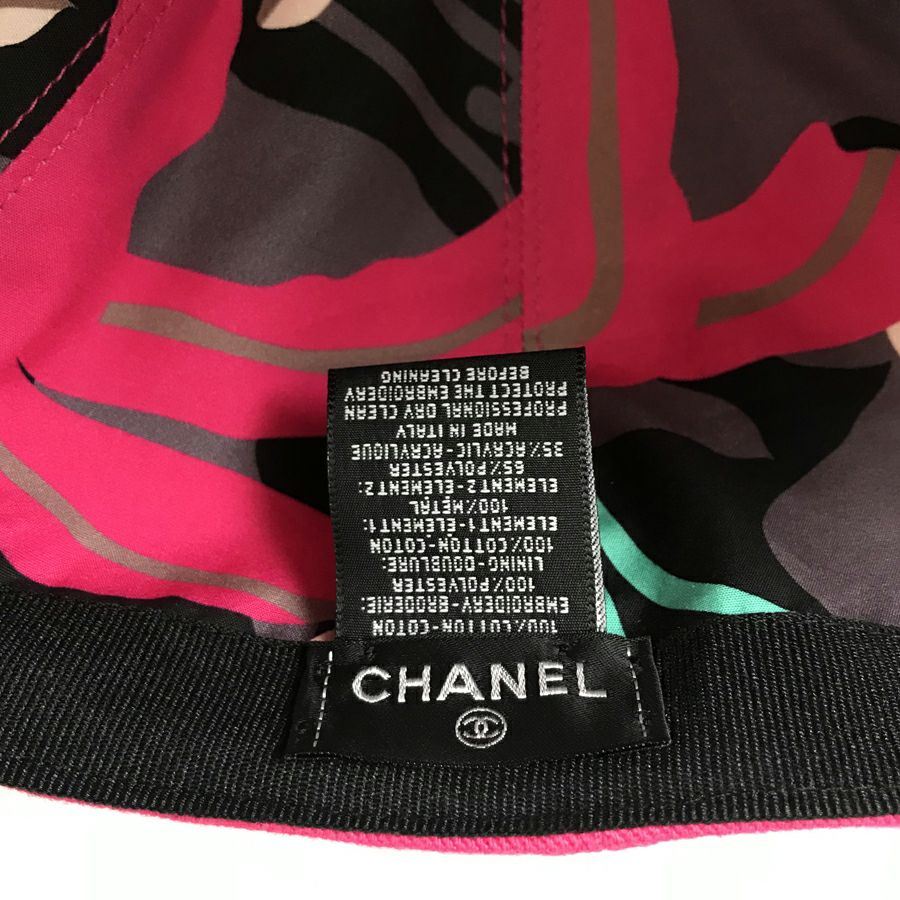 100%COTTON-COTON
EMBROIDERY-BRODERIE:
100%POLYESTER
LINING-DOUBLURE:
100%COTTON-COTON
ELEMENT1-ELEMENT1:
100%METAL
ELEMENT2-ELEMENT2:
65%POLYESTER
35%ACRYLIC-ACRYLIQUE
MADE IN ITALY
PROFESSIONAL DRY CLEAN
PROTECT THE EMBROIDERY
BEFORE CLEANING
CHANEL